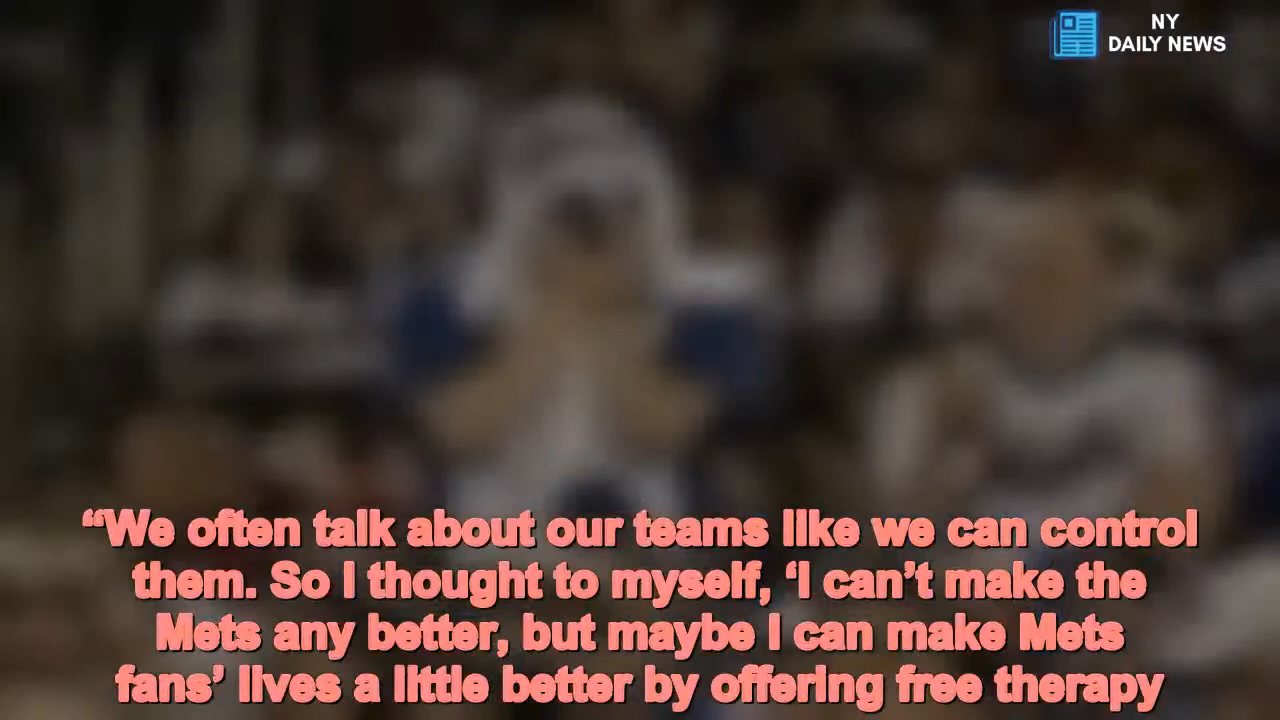 NY
DAILY NEWS
“We often talk about our teams like we can control
them. So I thought to myself, ‘I can’t make the
Mets any better, but maybe I can make Mets
fans’ lives a little better by offering free therapy